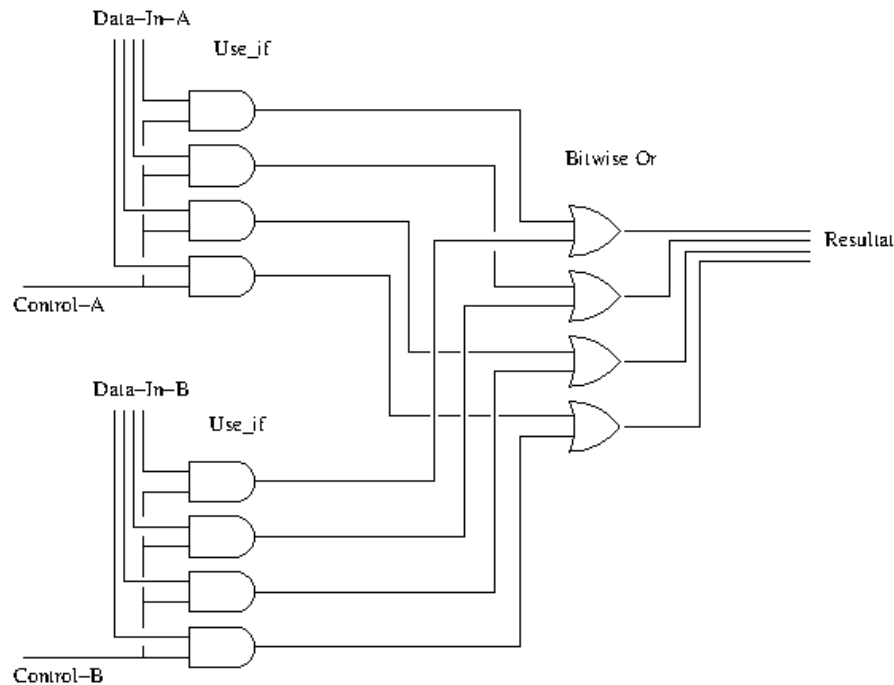 Data-In-A
Use_if
Bitwise Or
Resultat
Control-A
Data-In-B
Use_if
Control-B